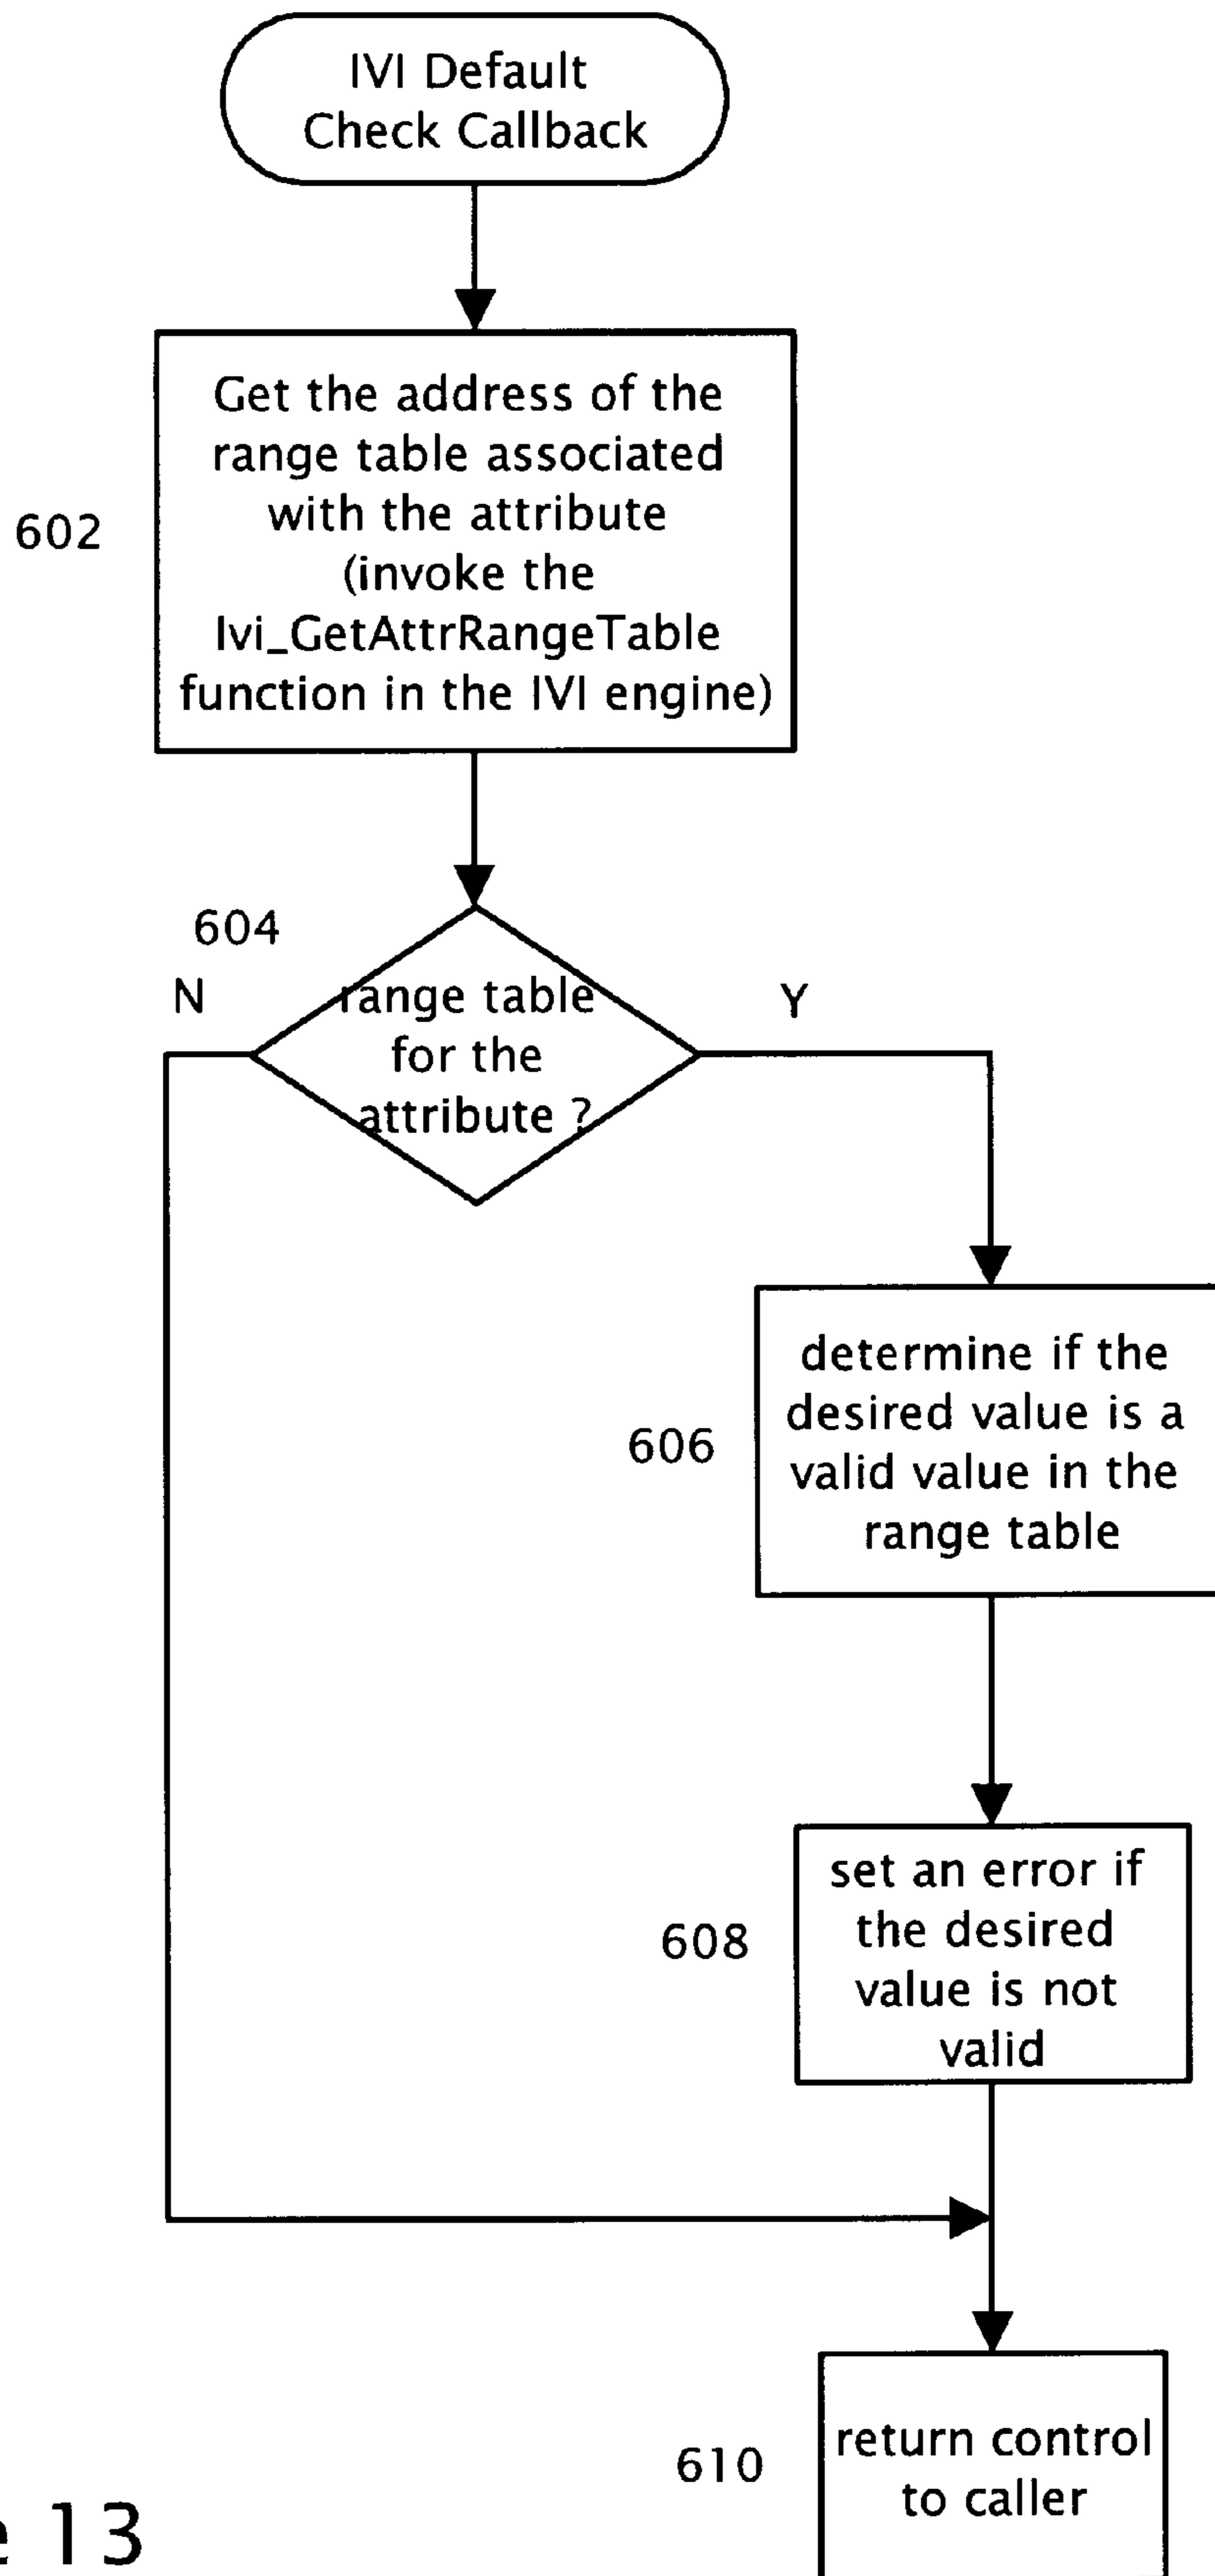 IVI Default
Check Callback
Get the address of the
range table associated
with the attribute
(invoke the
Ivi_GetAttrRangeTable
function in the IVI engine)
602
604
N
Y
range table
for the
attribute ?
determine if the
desired value is a
valid value in the
range table
606
set an error if
the desired
value is not
valid
608
return control
to caller
610
e 13